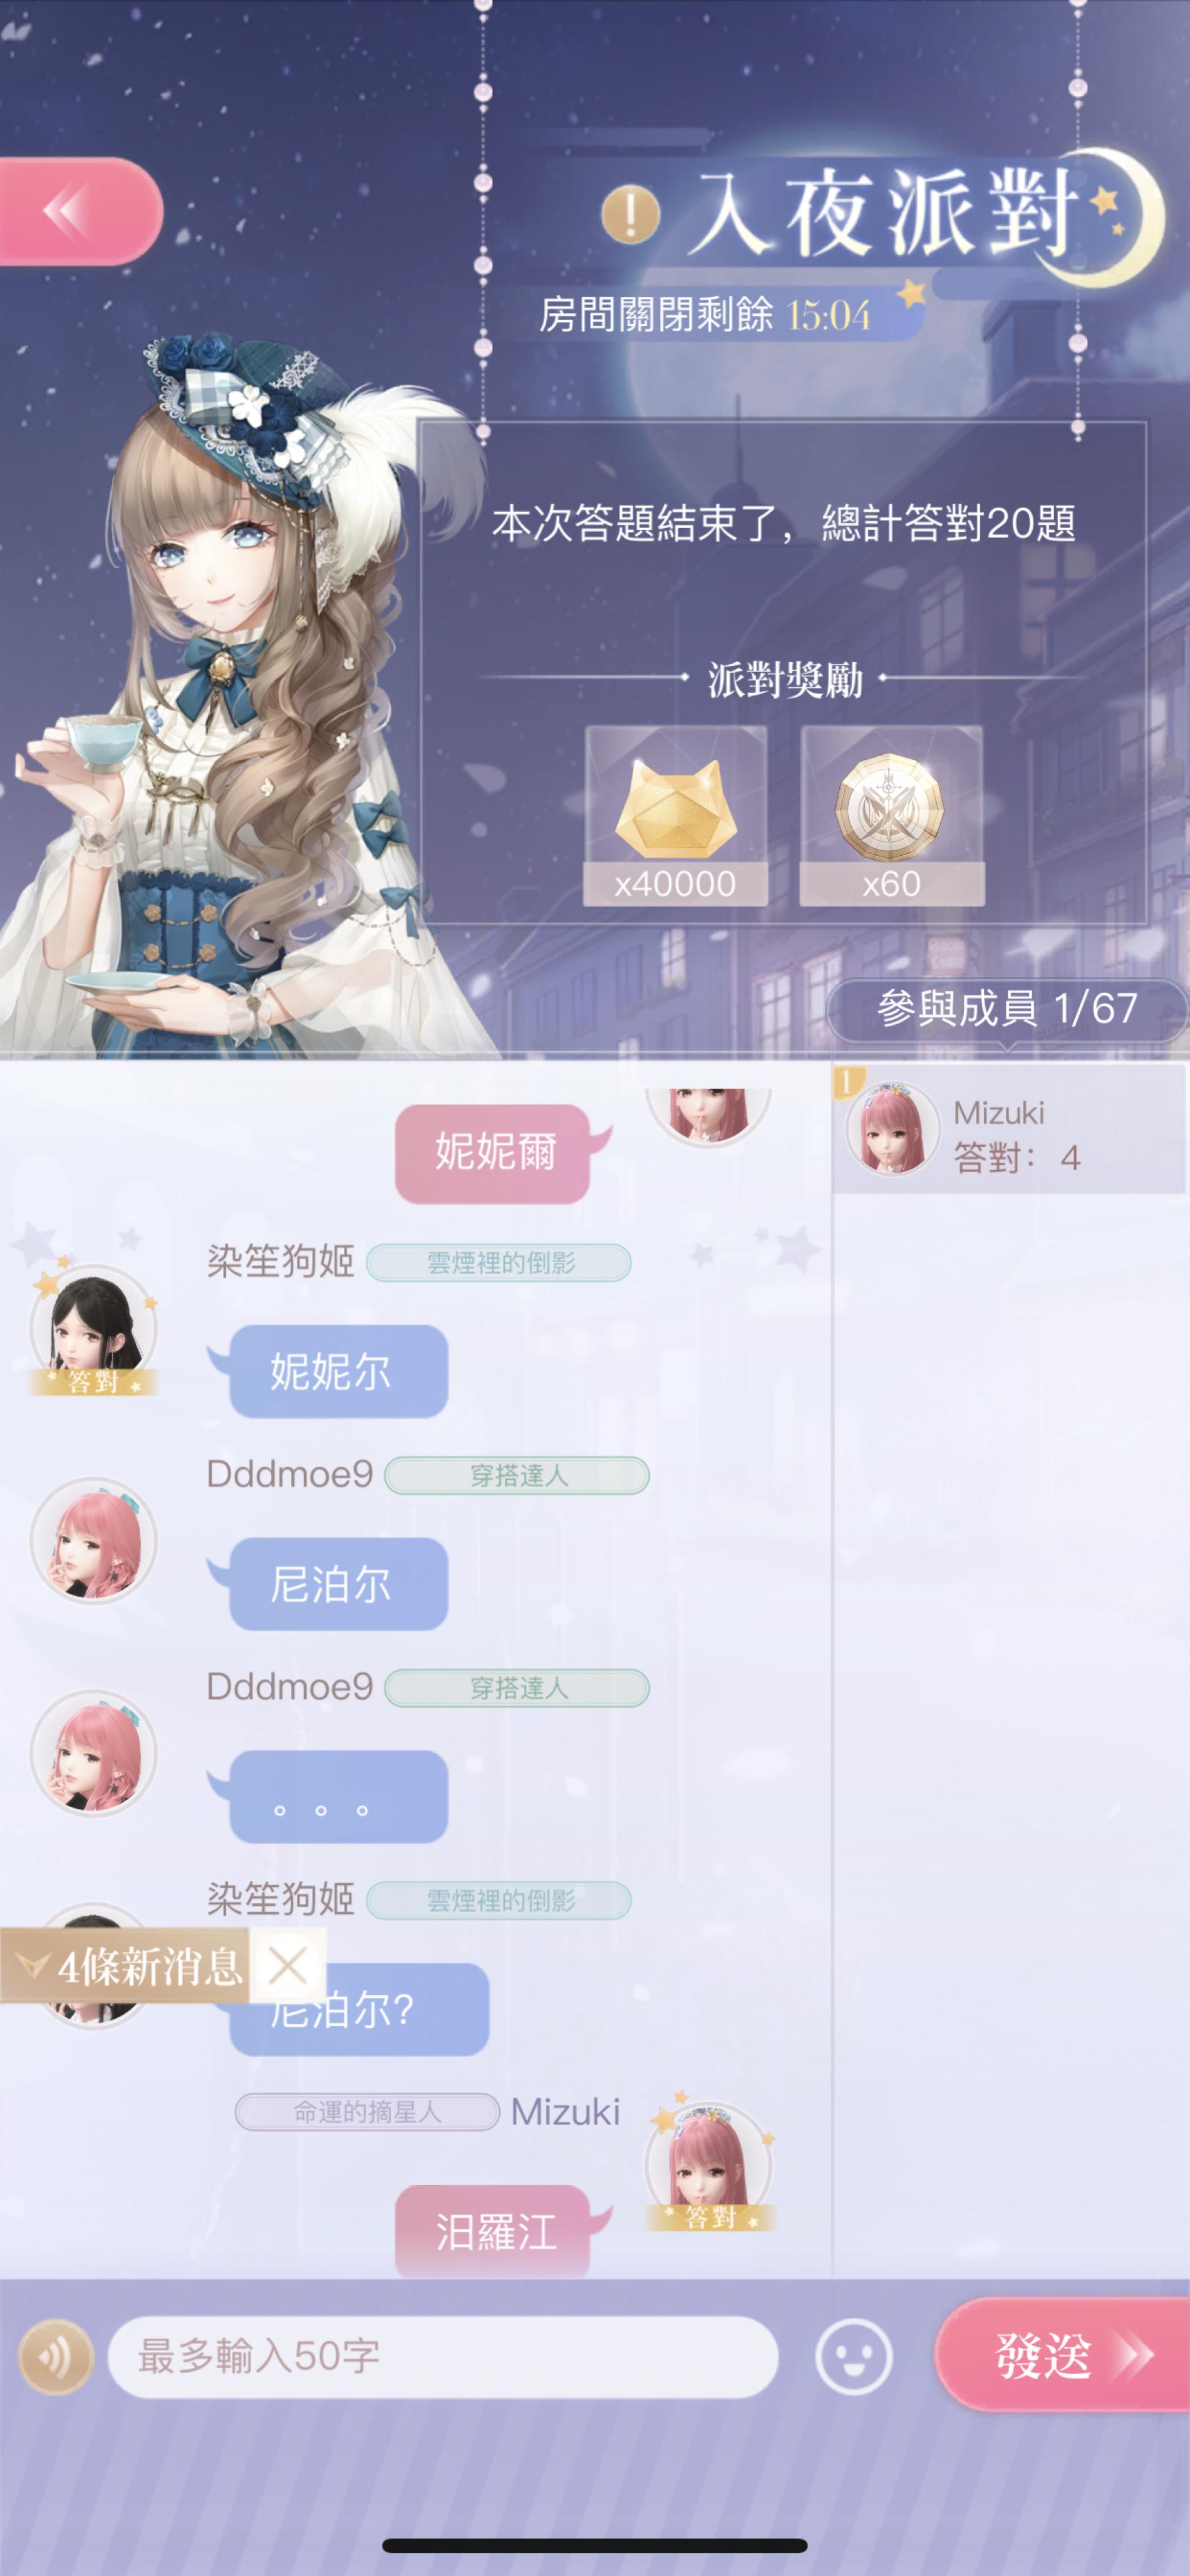 入夜派對
房間關閉剩餘 15:04
本次答題結束了，總計答對20題
派對獎勵
x40000
x60
參與成員 1/67
1
Mizuki
答對：4
妮妮爾
染笙狗姬 雲煙裡的倒影
答對
妮妮尔
Dddmoe9 穿搭達人
尼泊尔
Dddmoe9 穿搭達人
。。。
染笙狗姬 雲煙裡的倒影
4條新消息
尼泊尔?
命運的摘星人 Mizuki
答對
汨羅江
最多輸入50字
發送